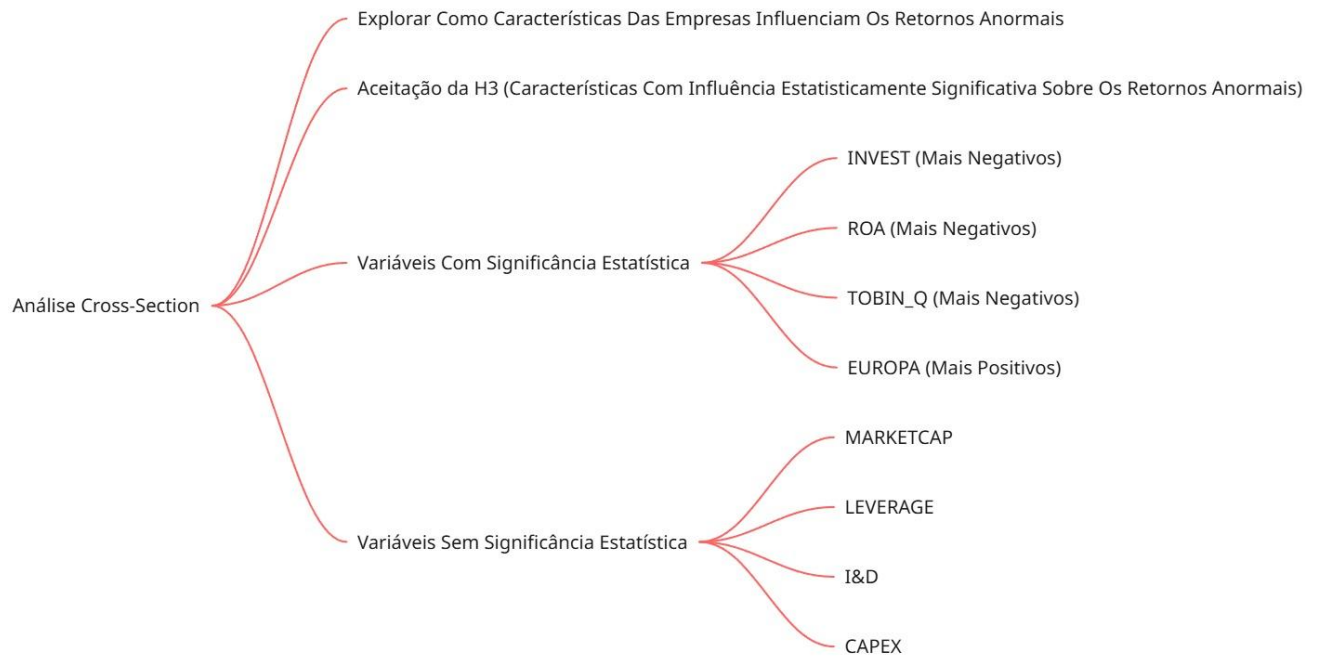 Explorar Como Características Das Empresas Influenciam Os Retornos Anormais
Aceitação da H3 (Características Com Influência Estatisticamente Significativa Sobre Os Retornos Anormais)
INVEST (Mais Negativos)
ROA (Mais Negativos)
Variáveis Com Significância Estatística
TOBIN_Q (Mais Negativos)
Análise Cross-Section
EUROPA (Mais Positivos)
MARKETCAP
LEVERAGE
Variáveis Sem Significância Estatística
I&D
CAPEX